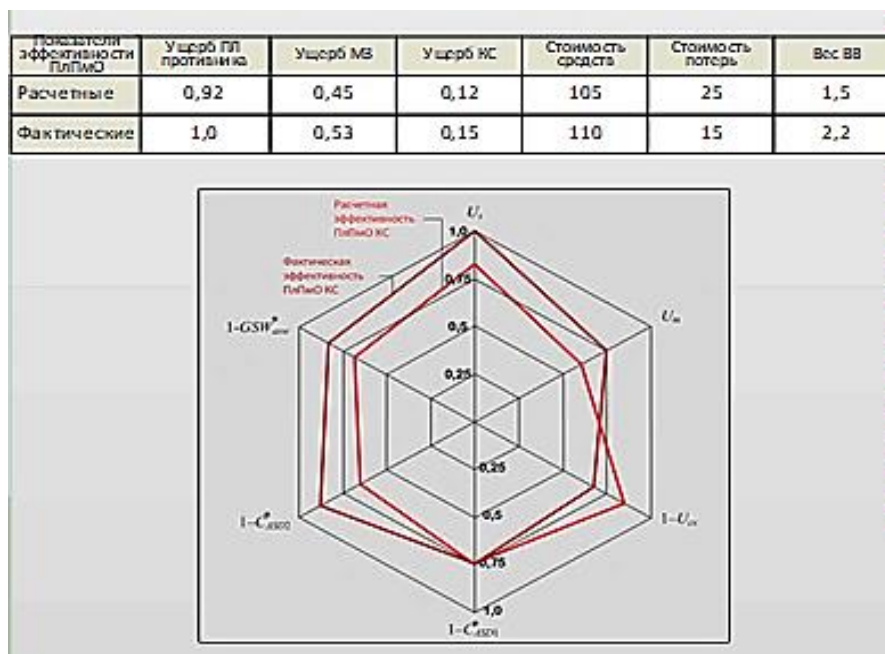 Показатели
эффективности
ПлПмО
Ущерб ПЛ
противника
Ущерб МЗ
Ущерб КС
Стоимость
средств
Стоимость
потерь
Вес ВВ
Расчетные
0,92
0,45
0,12
105
25
1,5
Фактические
1,0
0,53
0,15
110
15
2,2
Расчетная
эффективность
ПлПмО КС
Фактическая
эффективность
ПлПмО КС
1,0
0,75
0,5
0,25
0,25
0,5
0,75
1,0